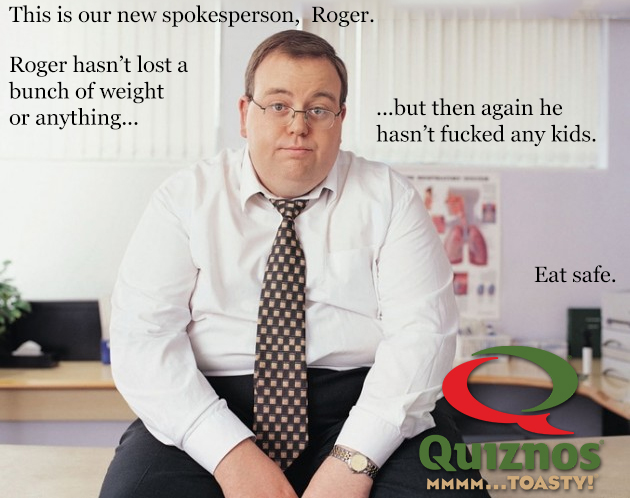 This is our new spokesperson, Roger.
Roger hasn't lost a
bunch of weight
or anything...
...but then again he
hasn't fucked any kids.
Eat safe.
Quiznos
MMMM...TOASTY!